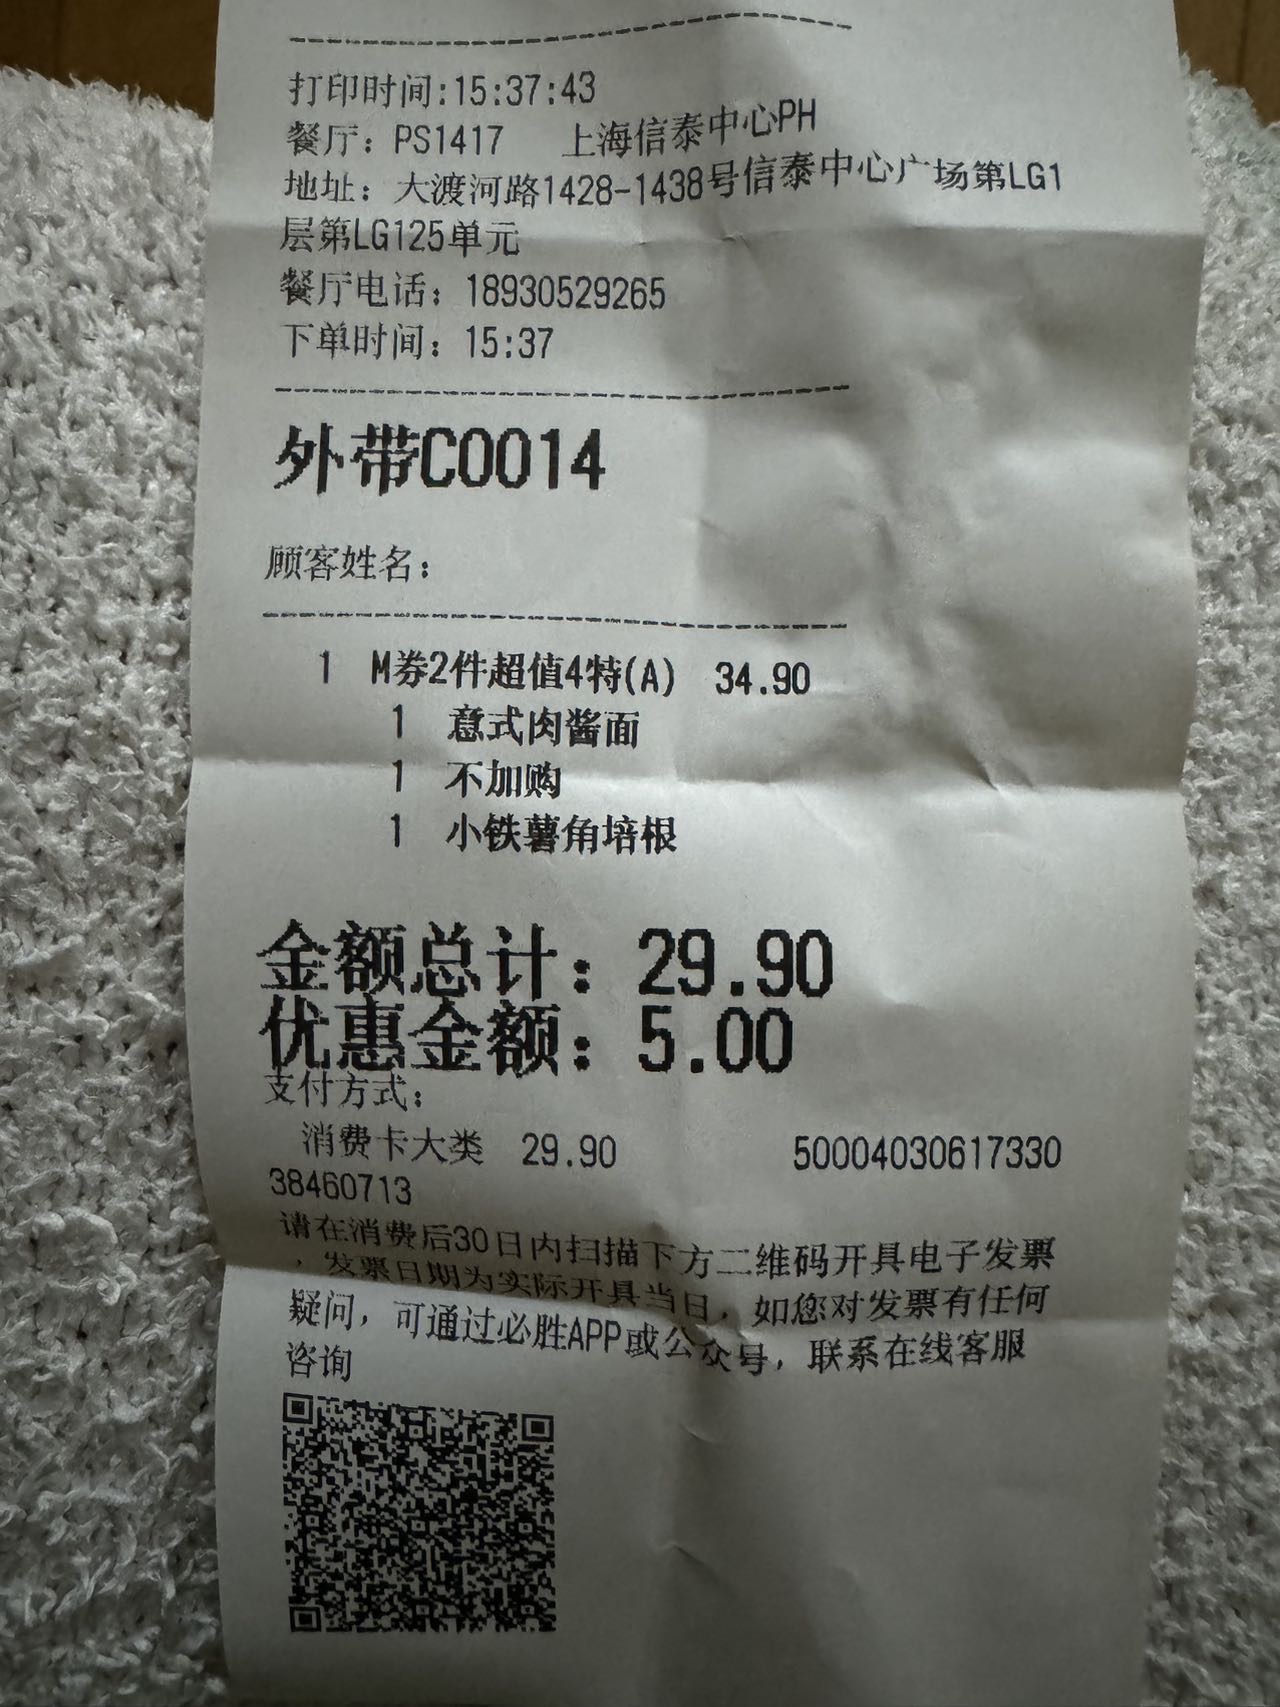 打印时间:15:37:43
餐厅：PS1417 上海信泰中心PH
地址：大渡河路1428-1438号信泰中心广场第LG1
层第LG125单元
餐厅电话：18930529265
下单时间：15:37
外带C0014
顾客姓名：
1 M券2件超值4特(A) 34.90
1 意式肉酱面
1 不加购
1 小铁薯角培根
金额总计：29.90
优惠金额：5.00
支付方式：
消费卡大类 29.90 50004030617330
38460713
请在消费后30日内扫描下方二维码开具电子发票
，发票日期为实际开具当日，如您对发票有任何
疑问，可通过必胜APP或公众号，联系在线客服
咨询